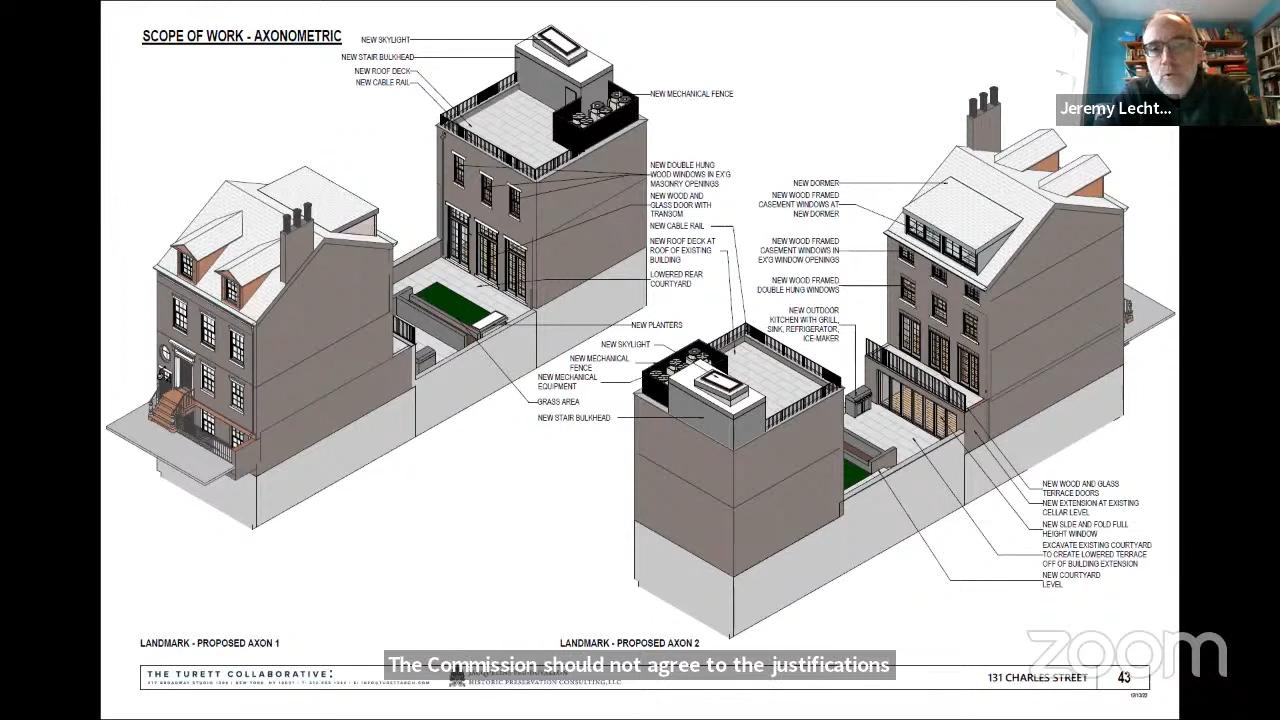 SCOPE OF WORK - AXONOMETRIC
NEW SKYLIGHT
NEW STAIR BULKHEAD
NEW ROOF DECK
NEW CABLE RAIL
NEW MECHANICAL FENCE
NEW DOUBLE HUNG
WOOD WINDOWS IN EX'G
MASONRY OPENINGS
NEW WOOD AND
GLASS DOOR WITH
TRANSOM
NEW CABLE RAIL
NEW ROOF DECK AT
ROOF OF EXISTING
BUILDING
LOWERED REAR
COURTYARD
NEW PLANTERS
NEW SKYLIGHT
NEW MECHANICAL
FENCE
NEW MECHANICAL
EQUIPMENT
GRASS AREA
NEW STAIR BULKHEAD
Jeremy Lecht...
NEW DORMER
NEW WOOD FRAMED
CASEMENT WINDOWS AT
NEW DORMER
NEW WOOD FRAMED
CASEMENT WINDOWS IN
EX'G WINDOW OPENINGS
NEW WOOD FRAMED
DOUBLE HUNG WINDOWS
NEW OUTDOOR
KITCHEN WITH GRILL,
SINK, REFRIGERATOR,
ICE-MAKER
NEW WOOD AND GLASS
TERRACE DOORS
NEW EXTENSION AT EXISTING
CELLAR LEVEL
NEW SLDE AND FOLD FULL
HEIGHT WINDOW
EXCAVATE EXISTING COURTYARD
TO CREATE LOWERED TERRACE
OFF OF BUILDING EXTENSION
NEW COURTYARD
LEVEL
LANDMARK - PROPOSED AXON 1
LANDMARK - PROPOSED AXON 2
zoom
The Commission should not agree to the justifications
THE TURETT COLLABORATIVE:
HISTORIC PRESERVATION CONSULTING, LLC
131 CHARLES STREET
43